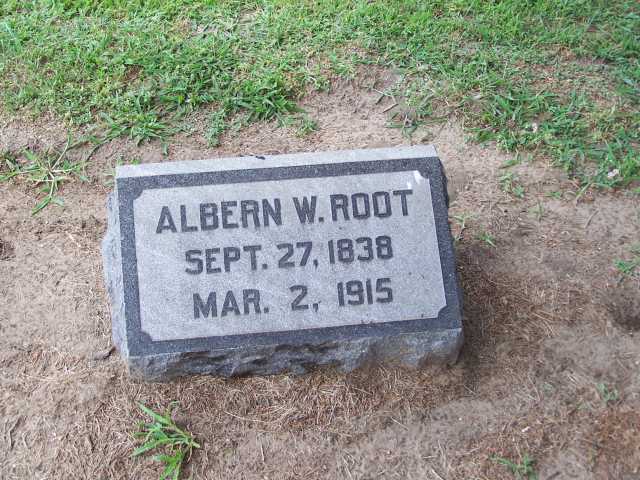 ALBERN W. ROOT
SEPT. 27, 1838
MAR. 2, 1915